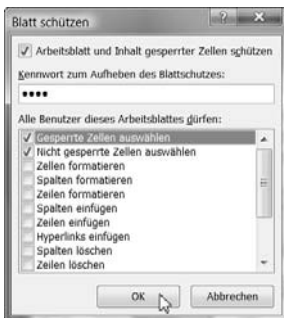 Blatt schützen
Arbeitsblatt und Inhalt gesperrter Zellen schützen
Kennwort zum Aufheben des Blattschutzes:
••••
Alle Benutzer dieses Arbeitsblattes dürfen:
Gesperrte Zellen auswählen
Nicht gesperrte Zellen auswählen
Zellen formatieren
Spalten formatieren
Zeilen formatieren
Spalten einfügen
Zeilen einfügen
Hyperlinks einfügen
Spalten löschen
Zeilen löschen
OK Abbrechen